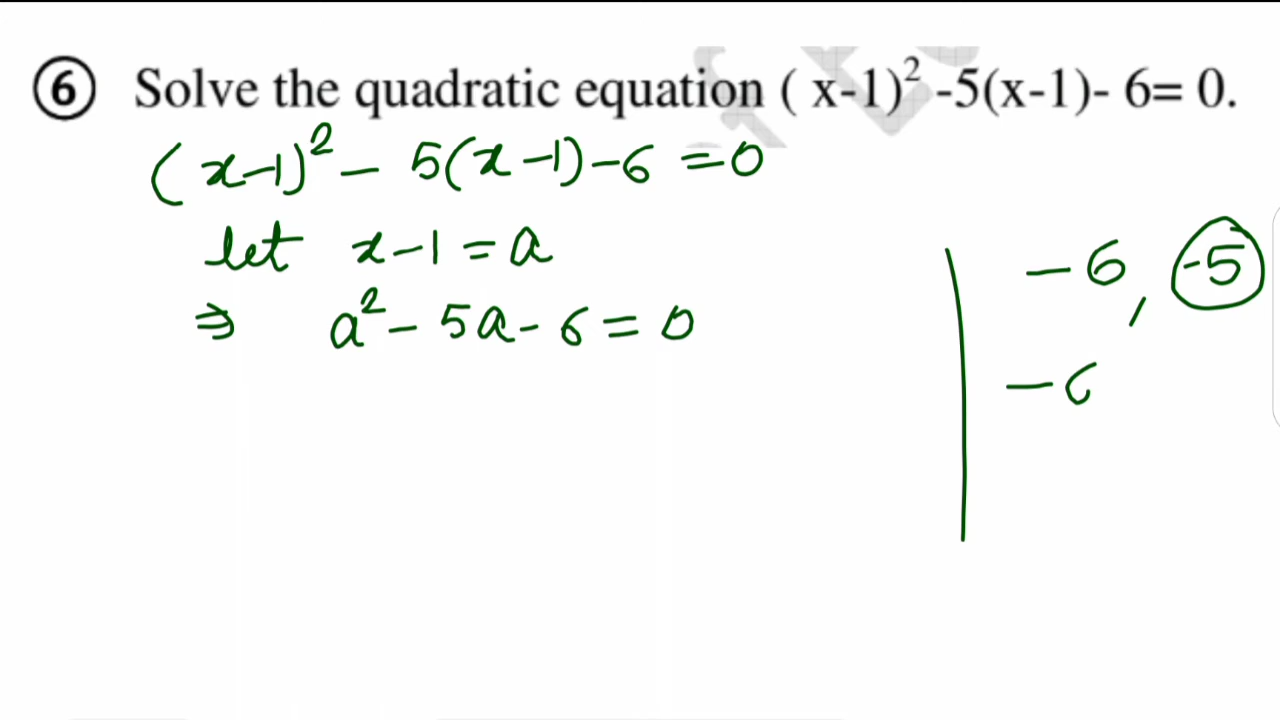 ⑥ Solve the quadratic equation ( x-1)² -5(x-1)- 6= 0.
(x-1)² - 5(x-1) -6 =0
let x-1 = a
⇒ a² - 5a - 6 = 0
-6, -5
-6